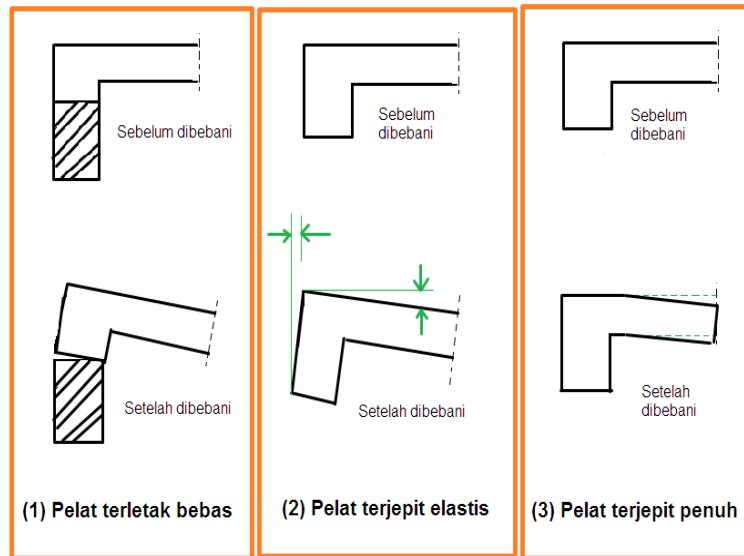 Sebelum dibebani
Setelah dibebani
(1) Pelat terletak bebas
Sebelum
dibebani
Setelah dibebani
(2) Pelat terjepit elastis
Sebelum
dibebani
Setelah
dibebani
(3) Pelat terjepit penuh